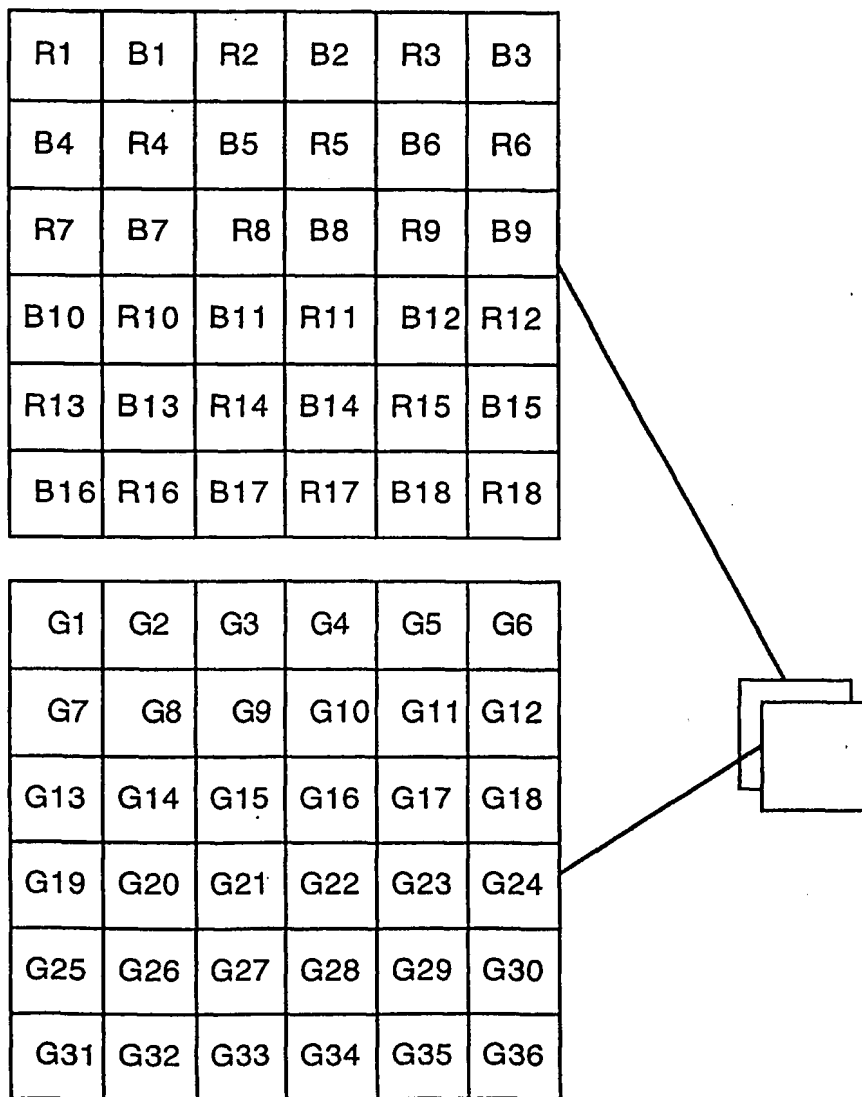 R1 B1 R2 B2 R3 B3
B4 R4 B5 R5 B6 R6
R7 B7 R8 B8 R9 B9
B10 R10 B11 R11 B12 R12
R13 B13 R14 B14 R15 B15
B16 R16 B17 R17 B18 R18
G1 G2 G3 G4 G5 G6
G7 G8 G9 G10 G11 G12
G13 G14 G15 G16 G17 G18
G19 G20 G21 G22 G23 G24
G25 G26 G27 G28 G29 G30
G31 G32 G33 G34 G35 G36